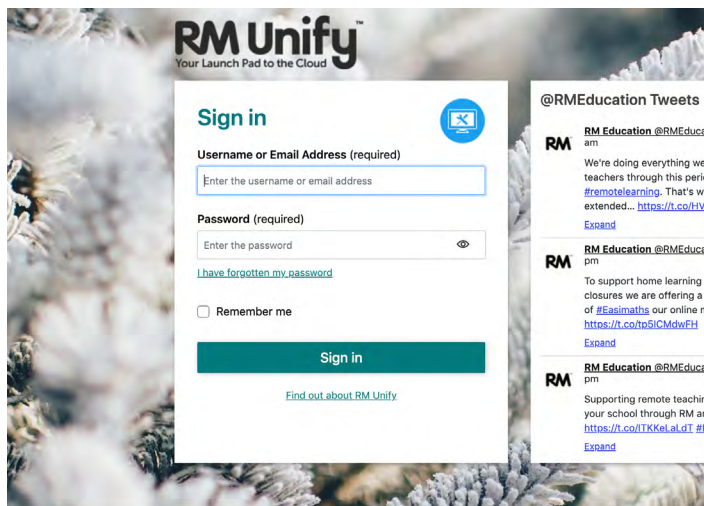 RM Unify™
Your Launch Pad to the Cloud
Sign in
Username or Email Address (required)
Enter the username or email address
Password (required)
Enter the password
I have forgotten my password
Remember me
Sign in
Find out about RM Unify
@RMEducation Tweets
RM
RM Education @RMEduca
am
We're doing everything we
teachers through this peri
#remotelearning. That's w
extended... https://t.co/HV
Expand
RM
RM Education @RMEduca
pm
To support home learning
closures we are offering a
of #Easimaths our online
https://t.co/tp5ICMdwFH
Expand
RM
RM Education @RMEduca
pm
Supporting remote teachin
your school through RM
https://t.co/ITKKeLaLdT
Expand